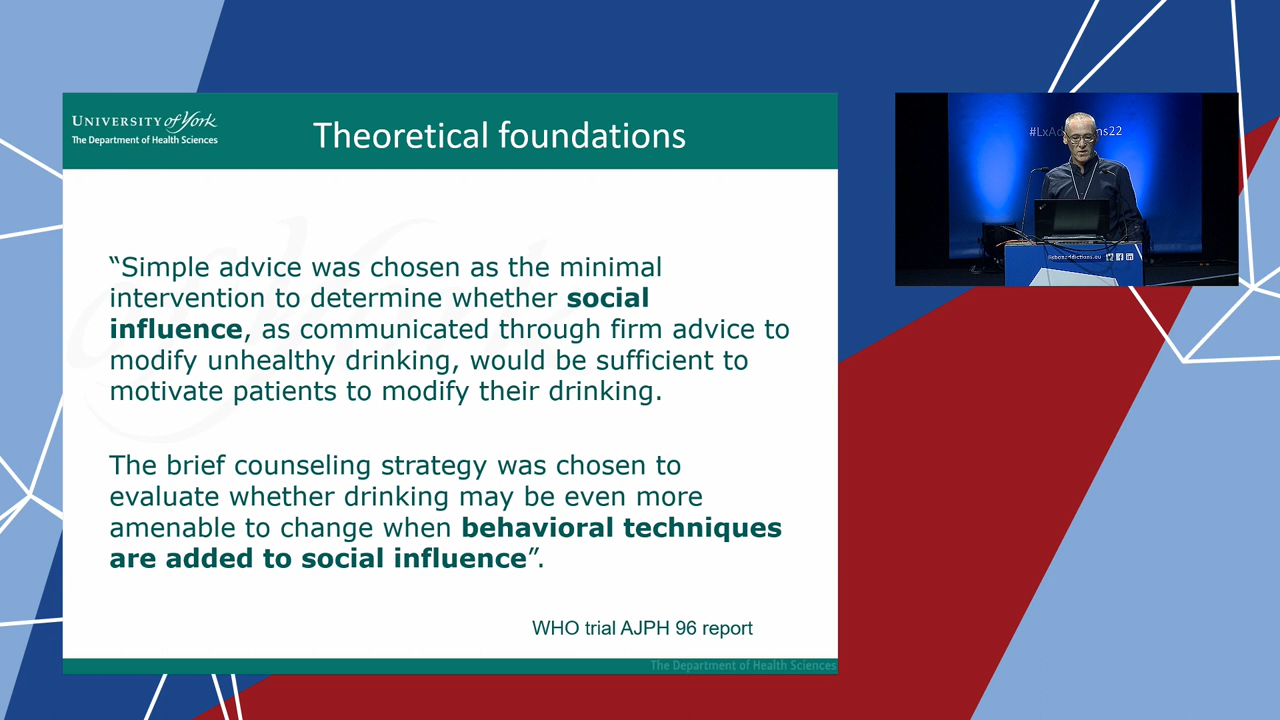 UNIVERSITY of York
The Department of Health Sciences
Theoretical foundations
“Simple advice was chosen as the minimal
intervention to determine whether social
influence, as communicated through firm advice to
modify unhealthy drinking, would be sufficient to
motivate patients to modify their drinking.
The brief counseling strategy was chosen to
evaluate whether drinking may be even more
amenable to change when behavioral techniques
are added to social influence”.
WHO trial AJPH 96 report
The Department of Health Sciences